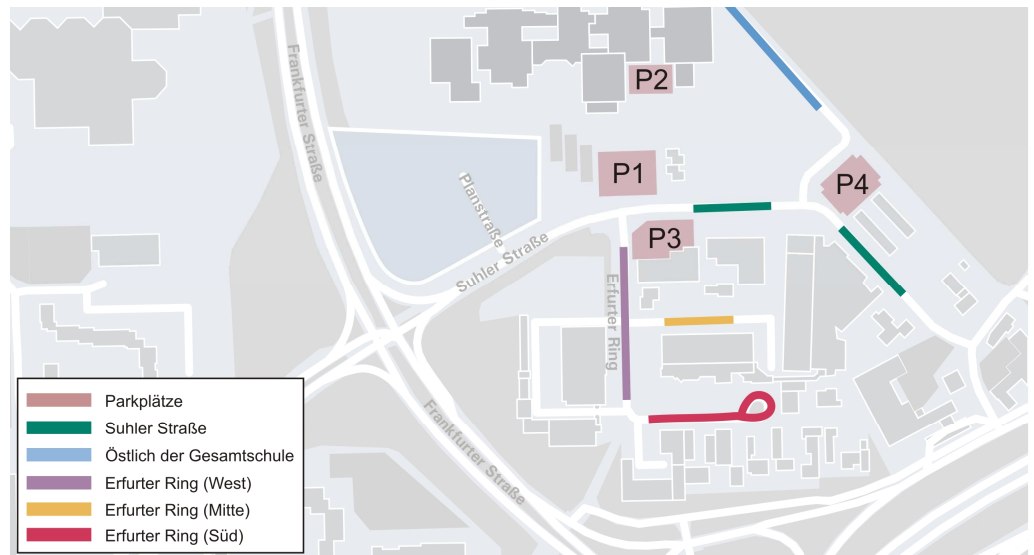 Frankfurter Straße
P2
P1
P4
Planstraße
P3
Suhler Straße
Erfurter Ring
Frankfurter Straße
Parkplätze
Suhler Straße
Östlich der Gesamtschule
Erfurter Ring (West)
Erfurter Ring (Mitte)
Erfurter Ring (Süd)